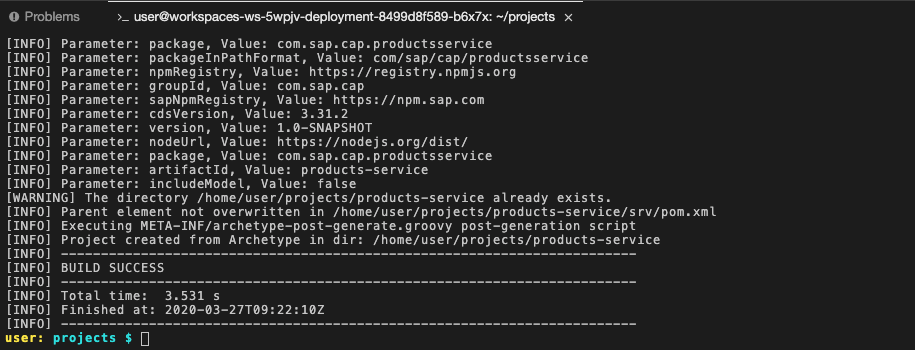 Problems
>_ user@workspaces-ws-5wpjv-deployment-8499d8f589-b6x7x: ~/projects ×
[INFO] Parameter: package, Value: com.sap.cap.productsservice
[INFO] Parameter: packageInPathFormat, Value: com/sap/cap/productsservice
[INFO] Parameter: npmRegistry, Value: https://registry.npmjs.org
[INFO] Parameter: groupId, Value: com.sap.cap
[INFO] Parameter: sapNpmRegistry, Value: https://npm.sap.com
[INFO] Parameter: cdsVersion, Value: 3.31.2
[INFO] Parameter: version, Value: 1.0-SNAPSHOT
[INFO] Parameter: nodeUrl, Value: https://nodejs.org/dist/
[INFO] Parameter: package, Value: com.sap.cap.productsservice
[INFO] Parameter: artifactId, Value: products-service
[INFO] Parameter: includeModel, Value: false
[WARNING] The directory /home/user/projects/products-service already exists.
[INFO] Parent element not overwritten in /home/user/projects/products-service/srv/pom.xml
[INFO] Executing META-INF/archetype-post-generate.groovy post-generation script
[INFO] Project created from Archetype in dir: /home/user/projects/products-service
[INFO] ------------------------------------------------------------------------
[INFO] BUILD SUCCESS
[INFO] ------------------------------------------------------------------------
[INFO] Total time:  3.531 s
[INFO] Finished at: 2020-03-27T09:22:10Z
[INFO] ------------------------------------------------------------------------
user: projects $